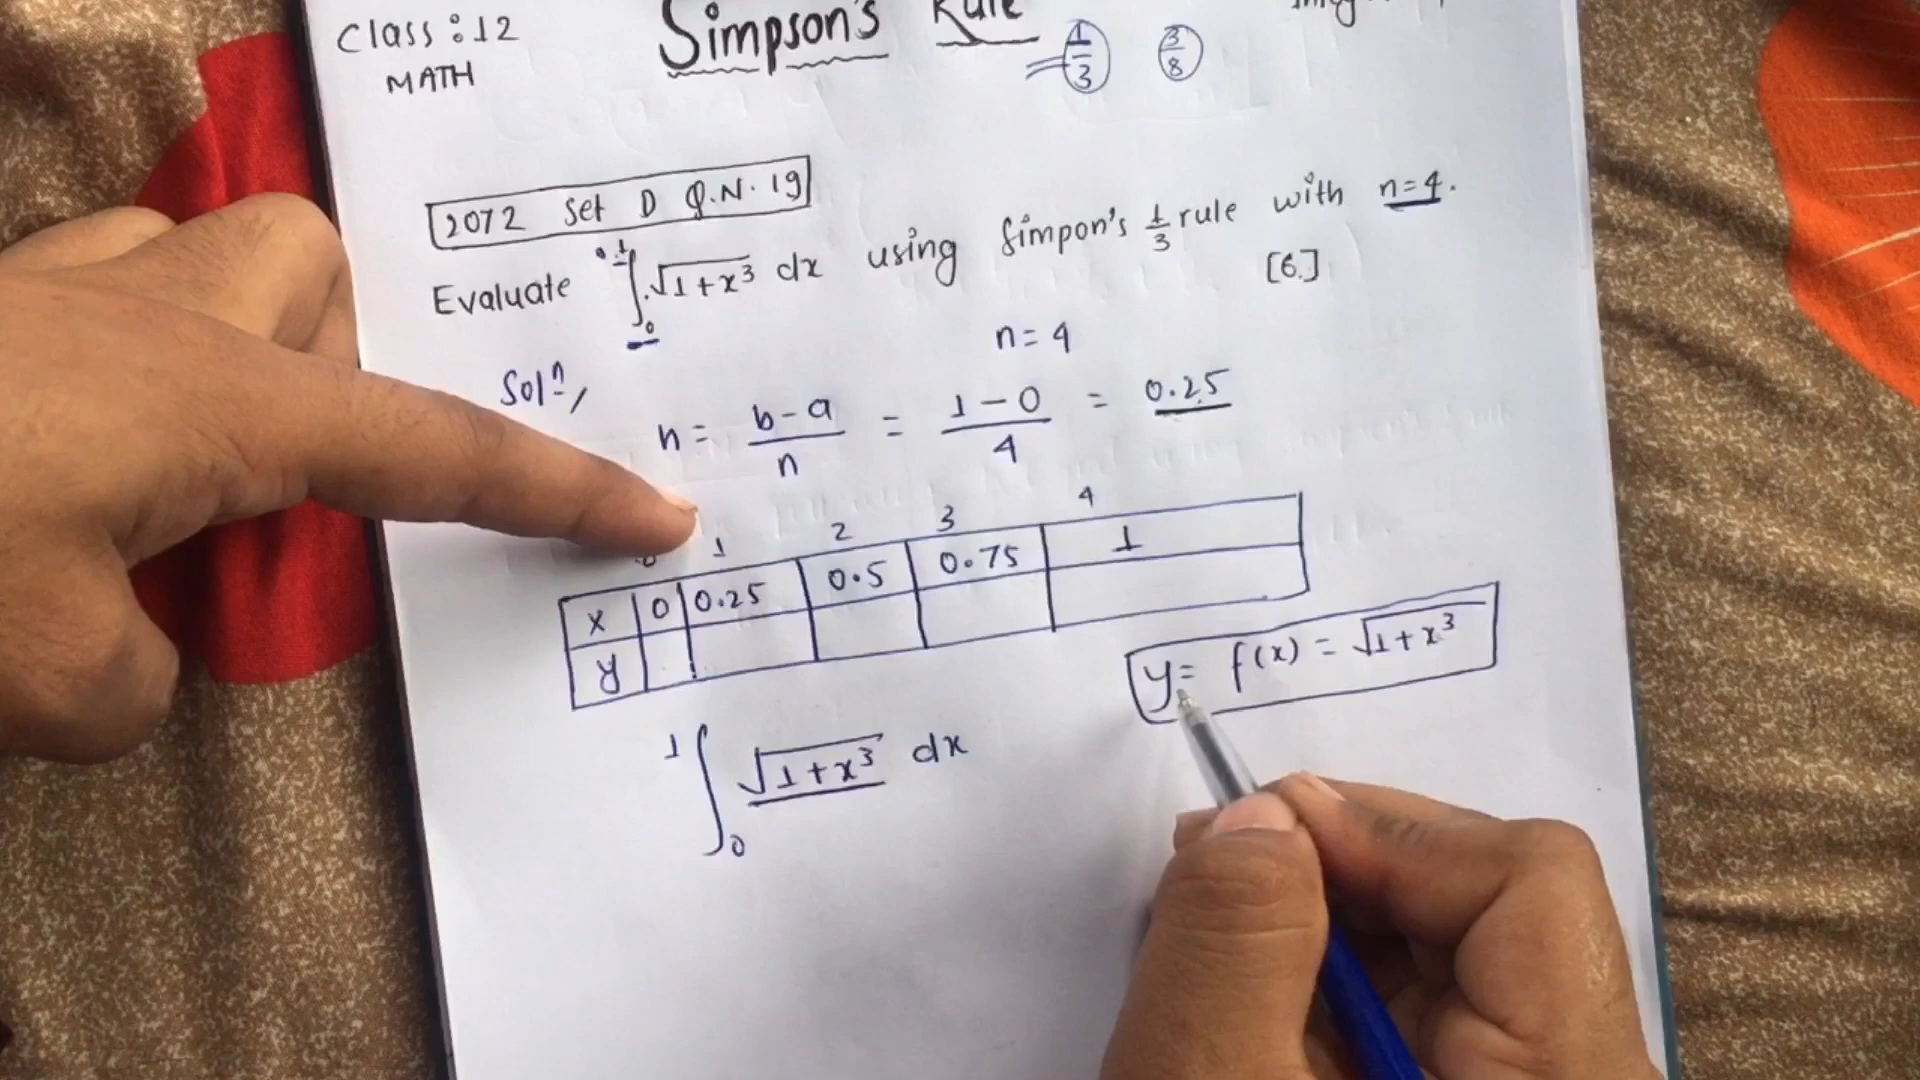 Class : 12
MATH
Simpson's Rule 1/3 3/8
2072 Set D Q.N. 19
Evaluate ∫₀¹ √1+x³ dx using Simpon's 1/3 rule with n=4.
[6.]
Solⁿ,
n = 4
h = b-a/n = 1-0/4 = 0.25
0 1 2 3 4
x 0 0.25 0.5 0.75 1
y
y = f(x) = √1+x³
∫₀¹ √1+x³ dx